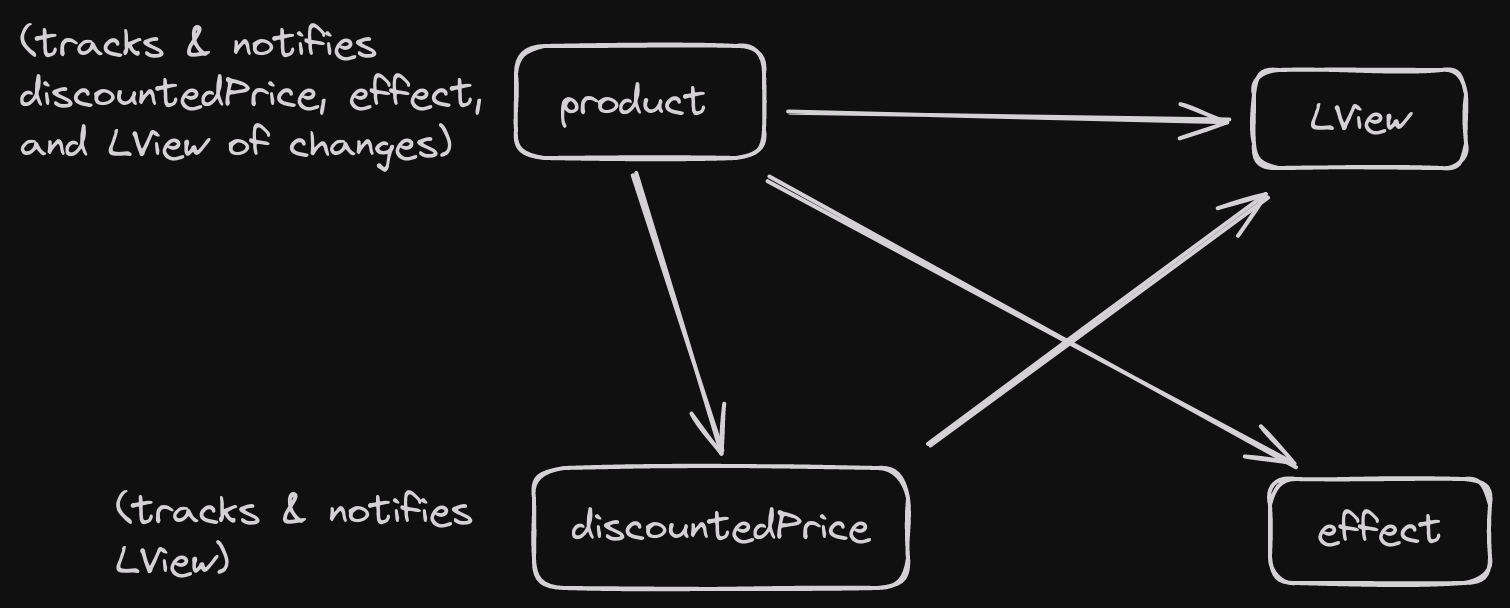 (tracks & notifies
discountedPrice, effect,
and LView of changes)
product
LView
(tracks & notifies
LView)
discountedPrice
effect